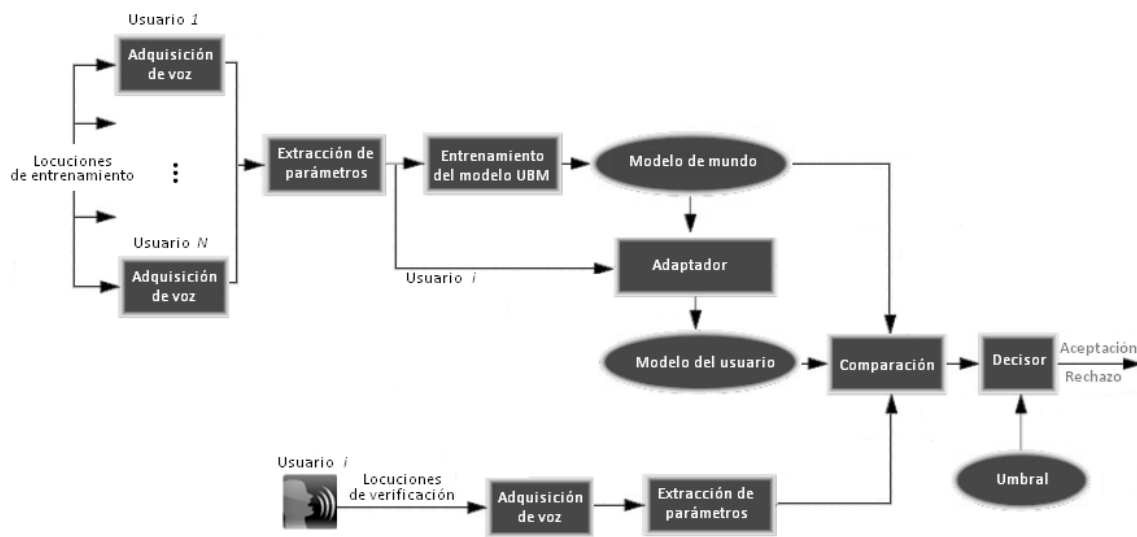 Usuario 1
Adquisición
de voz
Locuciones
de entrenamiento
Usuario N
Adquisición
de voz
Extracción de
parámetros
Entrenamiento
del modelo UBM
Modelo de mundo
Usuario i
Adaptador
Modelo del usuario
Comparación
Decisor
Aceptación
Rechazo
Umbral
Usuario i
Locuciones
de verificación
Adquisición
de voz
Extracción de
parámetros